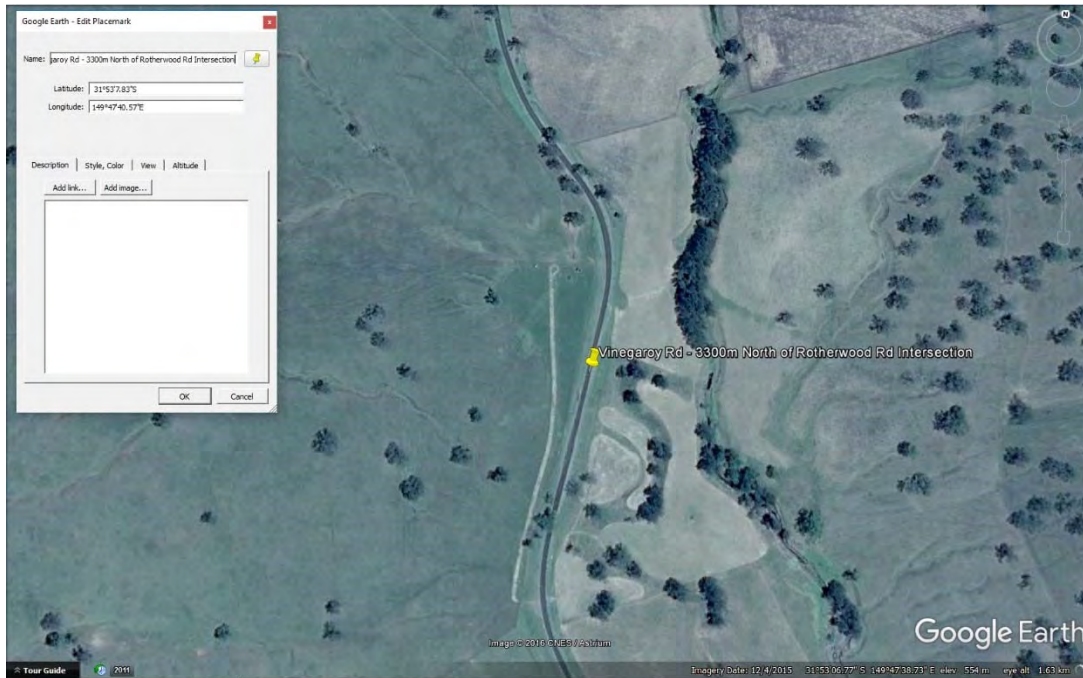 Google Earth - Edit Placemark
x
Name: garoy Rd - 3300m North of Rotherwood Rd Intersection
Latitude: 31°53'7.83"S
Longitude: 149°47'40.57"E
Description Style, Color View Altitude
Add link... Add image...
OK Cancel
N
Vinegaroy Rd - 3300m North of Rotherwood Rd Intersection
Image © 2016 CNES / Astrium
Google Earth
Tour Guide 2011 Imagery Date: 12/4/2015 31°53'06.77" S 149°47'38.73" E elev 554 m eye alt 1.63 km